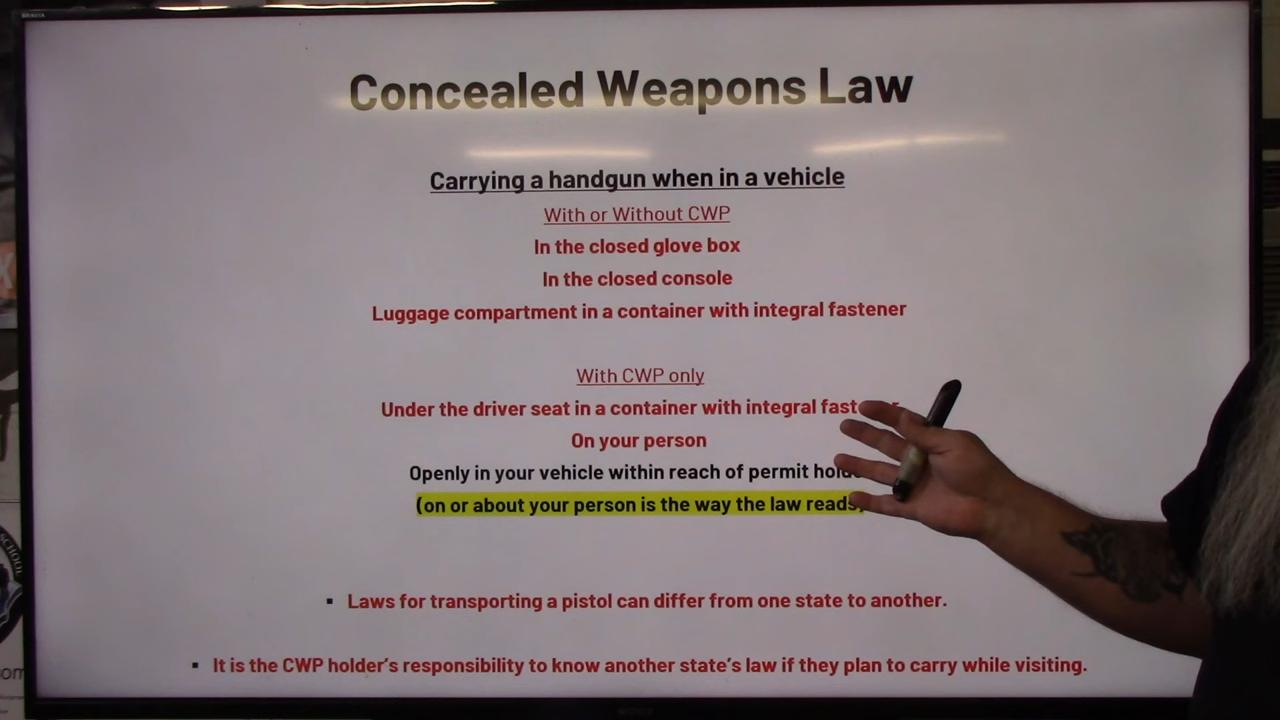 Concealed Weapons Law
Carrying a handgun when in a vehicle
With or Without CWP
In the closed glove box
In the closed console
Luggage compartment in a container with integral fastener
With CWP only
Under the driver seat in a container with integral
On your person
Openly in your vehicle within reach of permit
(on or about your person is the way the law reads)
▪ Laws for transporting a pistol can differ from one state to another.
▪ It is the CWP holder's responsibility to know another state's law if they plan to carry while visiting.
SCHOOL